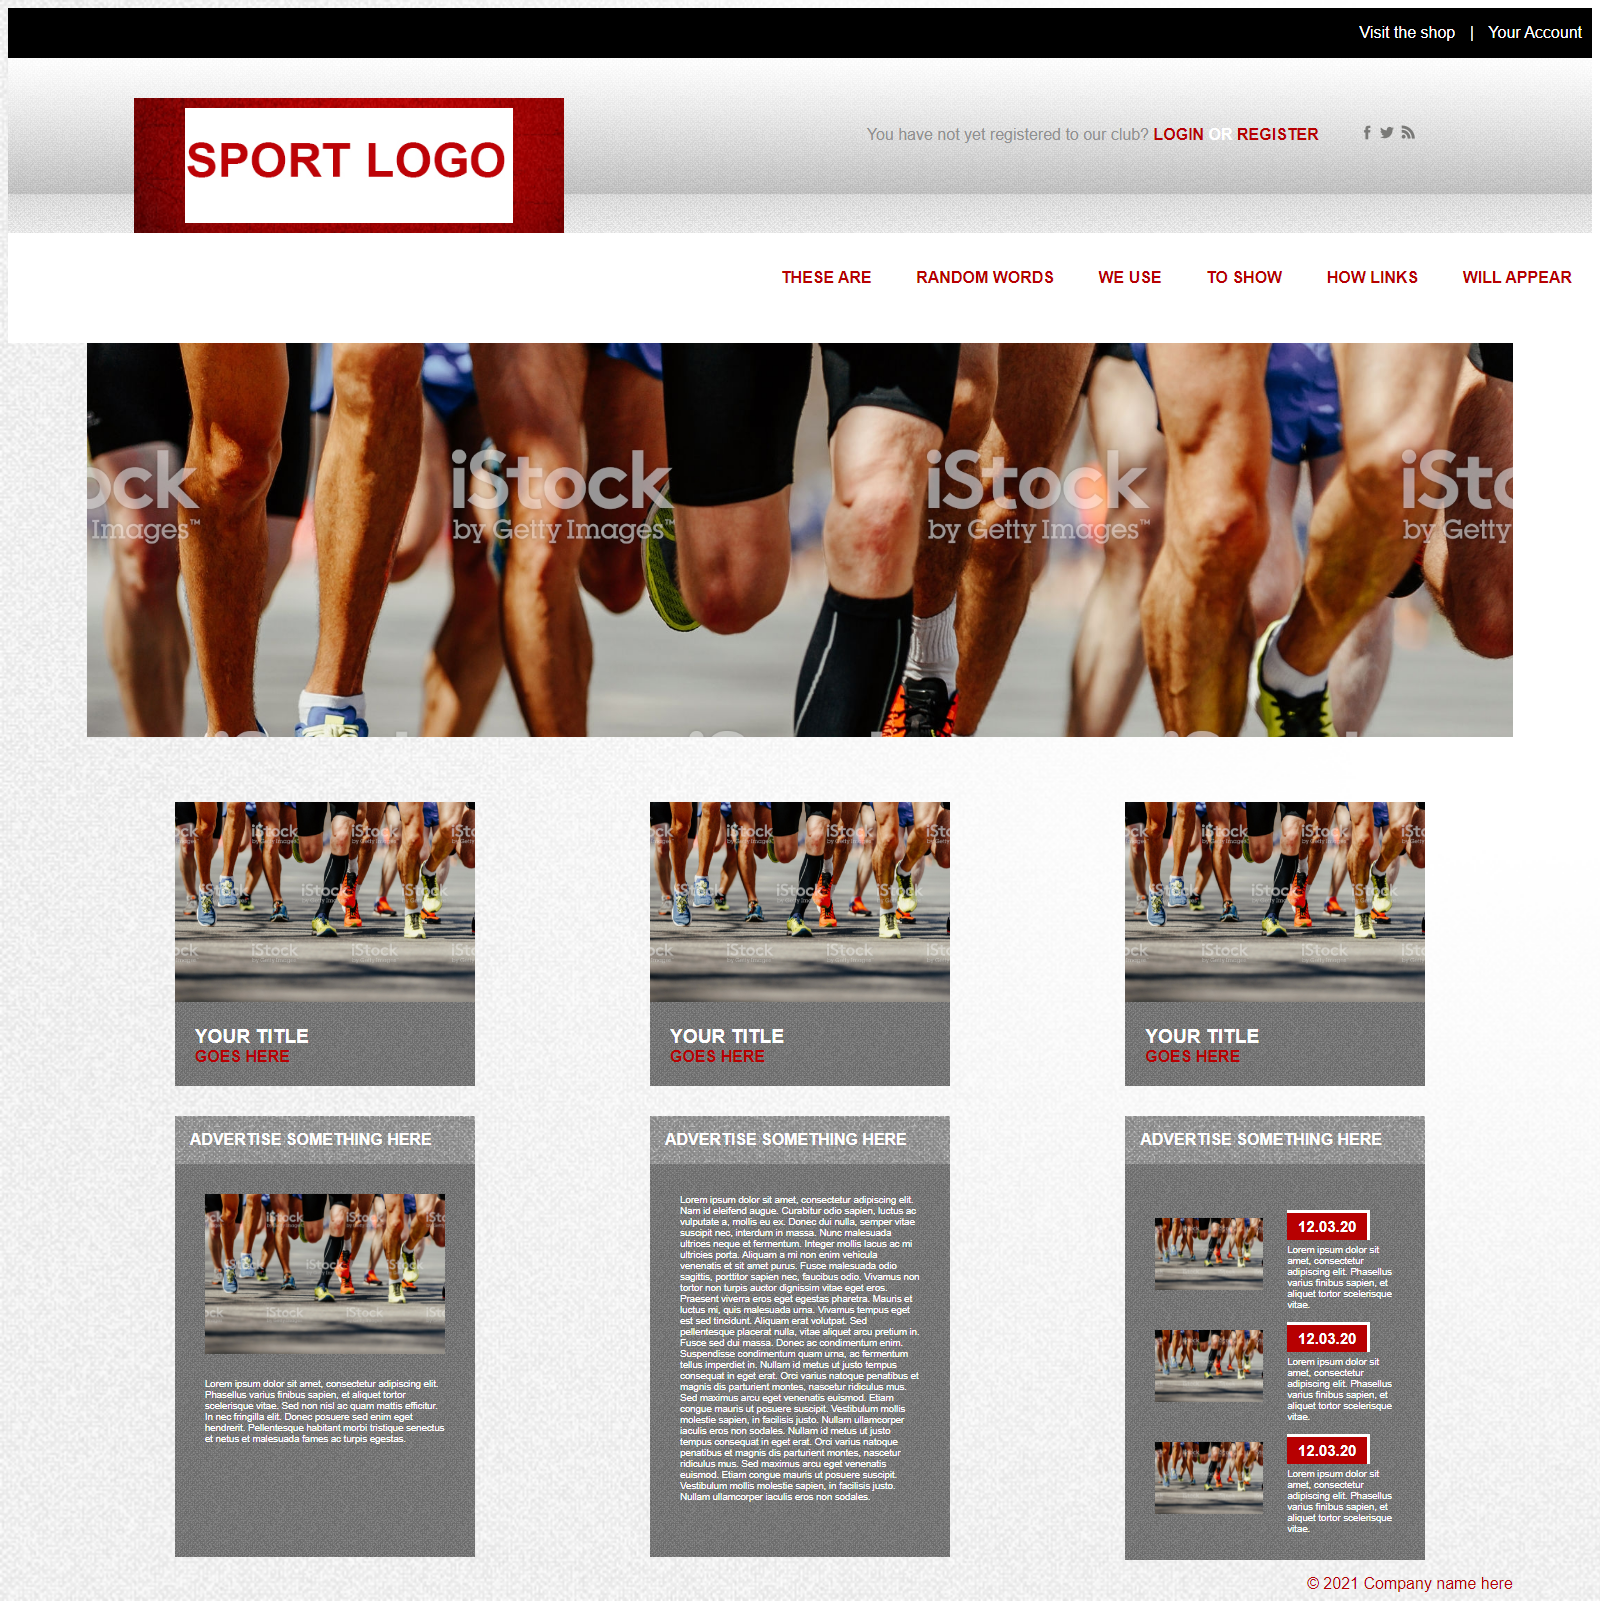 Visit the shop | Your Account
SPORT LOGO
You have not yet registered to our club? LOGIN OR REGISTER
THESE ARE RANDOM WORDS WE USE TO SHOW HOW LINKS WILL APPEAR
iStock
by Getty Images™
iStock
by Getty Images™
YOUR TITLE
GOES HERE
YOUR TITLE
GOES HERE
YOUR TITLE
GOES HERE
ADVERTISE SOMETHING HERE
Lorem ipsum dolor sit amet, consectetur adipiscing elit.
Phasellus varius finibus sapien, et aliquet tortor
scelerisque vitae. Sed non nisl ac quam mattis efficitur.
In nec fringilla elit. Donec posuere sed enim eget
hendrerit. Pellentesque habitant morbi tristique senectus
et netus et malesuada fames ac turpis egestas.
ADVERTISE SOMETHING HERE
Lorem ipsum dolor sit amet, consectetur adipiscing elit.
Nam id eleifend augue. Curabitur odio sapien, luctus ac
vulputate a, mollis eu ex. Donec dui nulla, semper vitae
suscipit nec, interdum in massa. Nunc malesuada
ultrices neque et fermentum. Integer mollis lacus ac mi
ultricies porta. Aliquam a mi non enim vehicula
venenatis et sit amet purus. Fusce malesuada odio
sagittis, porttitor sapien nec, faucibus odio. Vivamus non
tortor non turpis auctor dignissim vitae eget eros.
Praesent viverra eros eget egestas pharetra. Mauris et
luctus mi, quis malesuada urna. Vivamus tempus eget
est sed tincidunt. Aliquam erat volutpat. Sed
pellentesque placerat nulla, vitae aliquet arcu pretium in.
Fusce sed dui massa. Donec ac condimentum enim.
Suspendisse condimentum quam urna, ac fermentum
tellus imperdiet in. Nullam id metus ut justo tempus
consequat in eget erat. Orci varius natoque penatibus et
magnis dis parturient montes, nascetur ridiculus mus.
Sed maximus arcu eget venenatis euismod. Etiam
congue mauris ut posuere suscipit. Vestibulum mollis
molestie sapien, in facilisis justo. Nullam ullamcorper
iaculis eros non sodales. Nullam id metus ut justo
tempus consequat in eget erat. Orci varius natoque
penatibus et magnis dis parturient montes, nascetur
ridiculus mus. Sed maximus arcu eget venenatis
euismod. Etiam congue mauris ut posuere suscipit.
Vestibulum mollis molestie sapien, in facilisis justo.
Nullam ullamcorper iaculis eros non sodales.
ADVERTISE SOMETHING HERE
12.03.20
Lorem ipsum dolor sit
amet, consectetur
adipiscing elit. Phasellus
varius finibus sapien, et
aliquet tortor scelerisque
vitae.
12.03.20
Lorem ipsum dolor sit
amet, consectetur
adipiscing elit. Phasellus
varius finibus sapien, et
aliquet tortor scelerisque
vitae.
12.03.20
Lorem ipsum dolor sit
amet, consectetur
adipiscing elit. Phasellus
varius finibus sapien, et
aliquet tortor scelerisque
vitae.
© 2021 Company name here